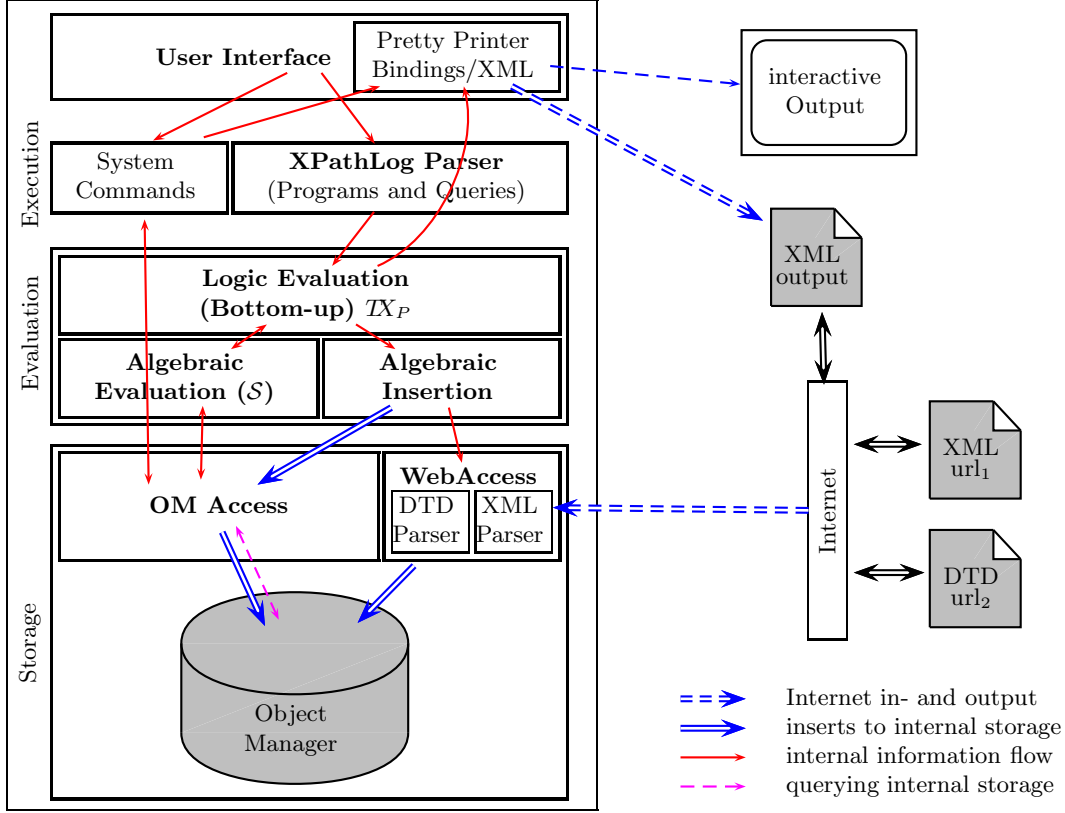 User Interface
Pretty Printer
Bindings/XML
interactive
Output
Execution
System
Commands
XPathLog Parser
(Programs and Queries)
XML
output
Evaluation
Logic Evaluation
(Bottom-up) TX_P
Algebraic
Evaluation (𝒮)
Algebraic
Insertion
Storage
OM Access
WebAccess
DTD
Parser
XML
Parser
Internet
XML
url₁
DTD
url₂
Object
Manager
Internet in- and output
inserts to internal storage
internal information flow
querying internal storage